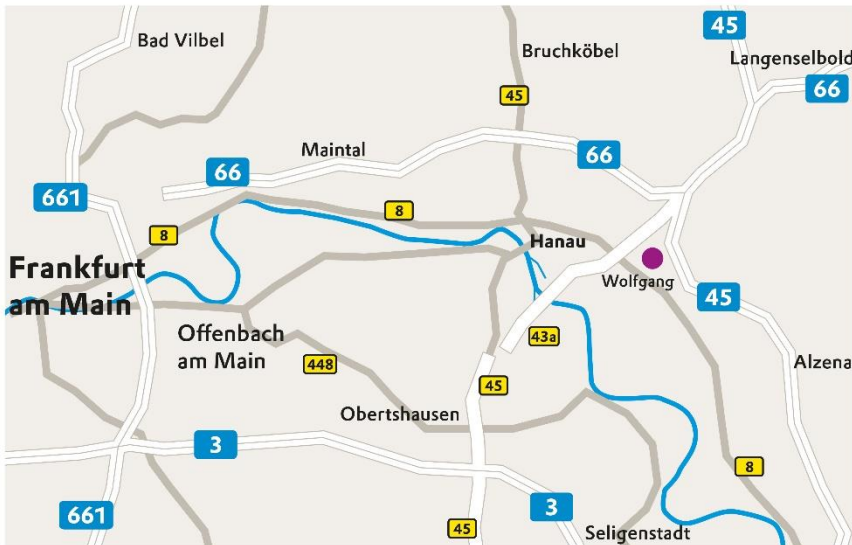 45
Bad Vilbel
Bruchköbel
Langenselbold
66
45
Maintal
66
66
661
8
8
Hanau
Frankfurt
am Main
Wolfgang
45
Offenbach
am Main
43a
448
Alzena
45
Obertshausen
3
8
661
3
45
Seligenstadt